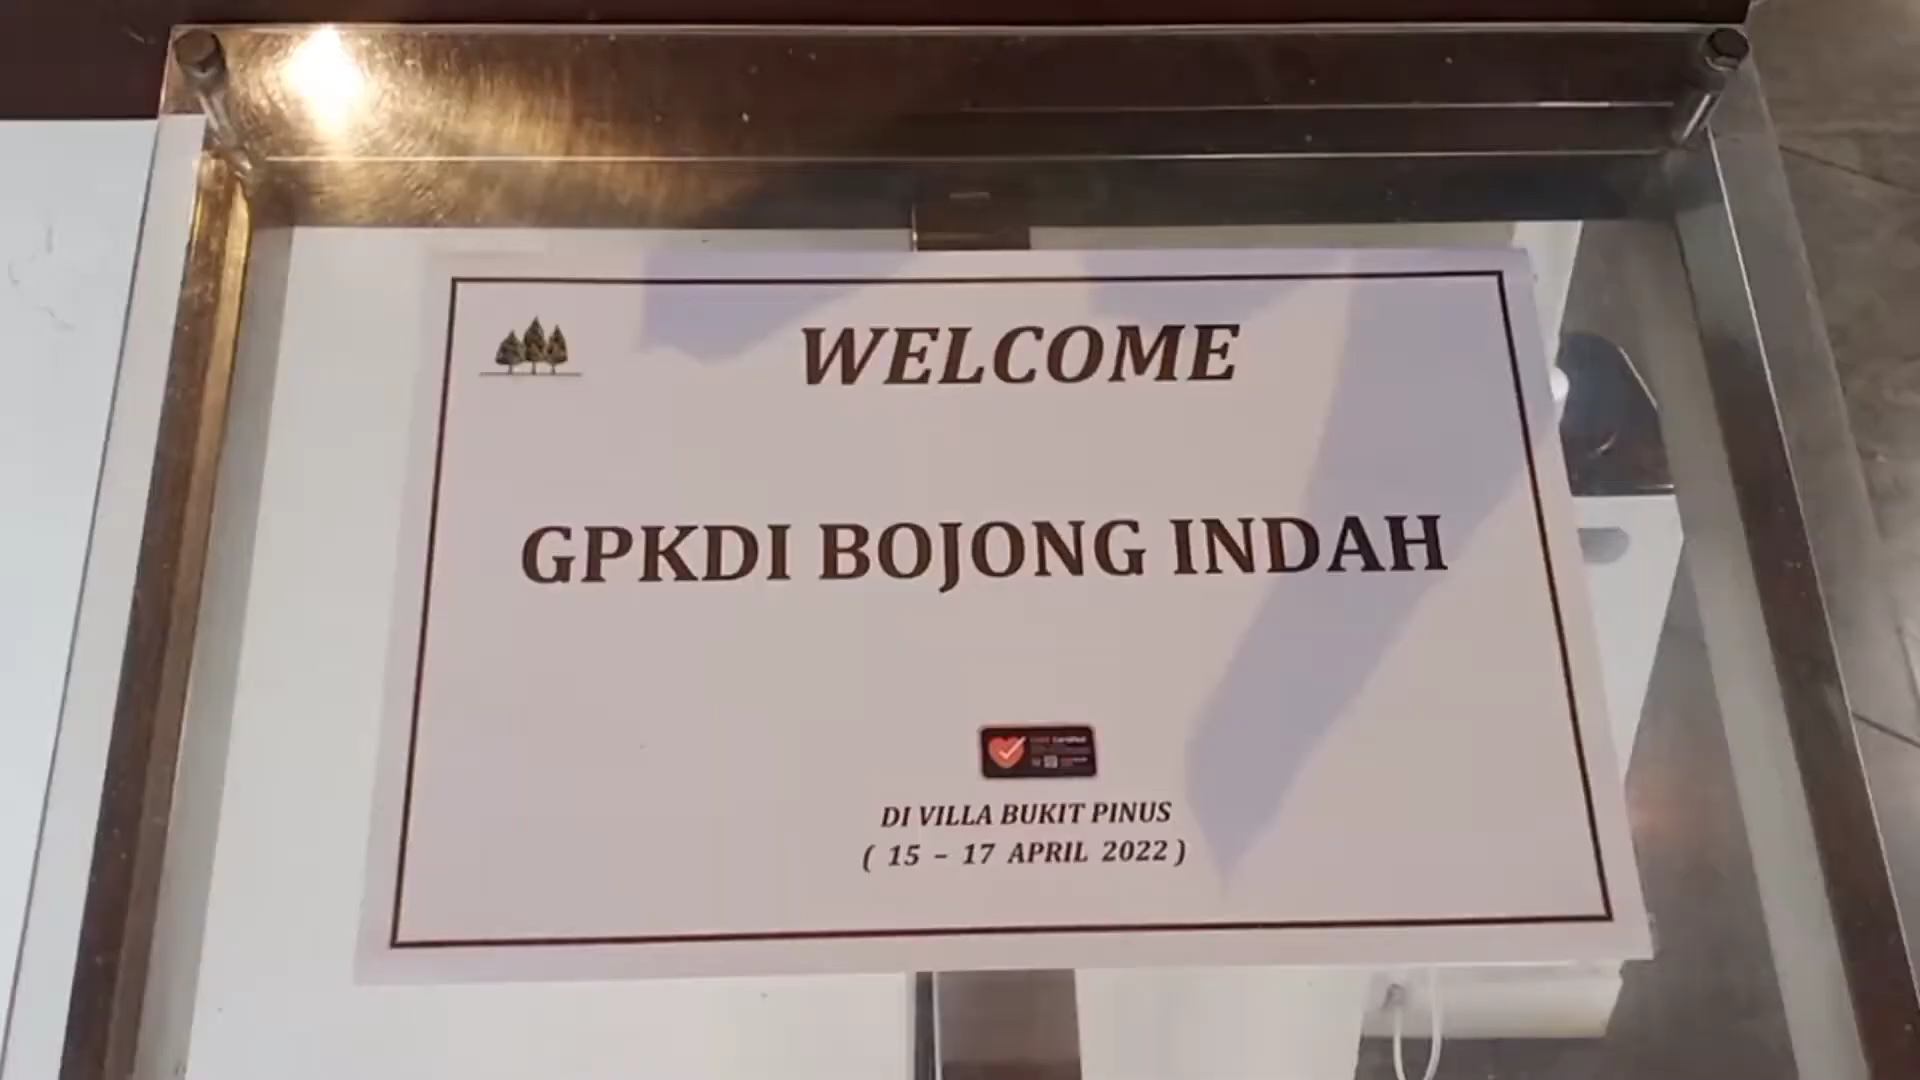 WELCOME
GPKDI BOJONG INDAH
DI VILLA BUKIT PINUS
( 15 – 17 APRIL 2022 )